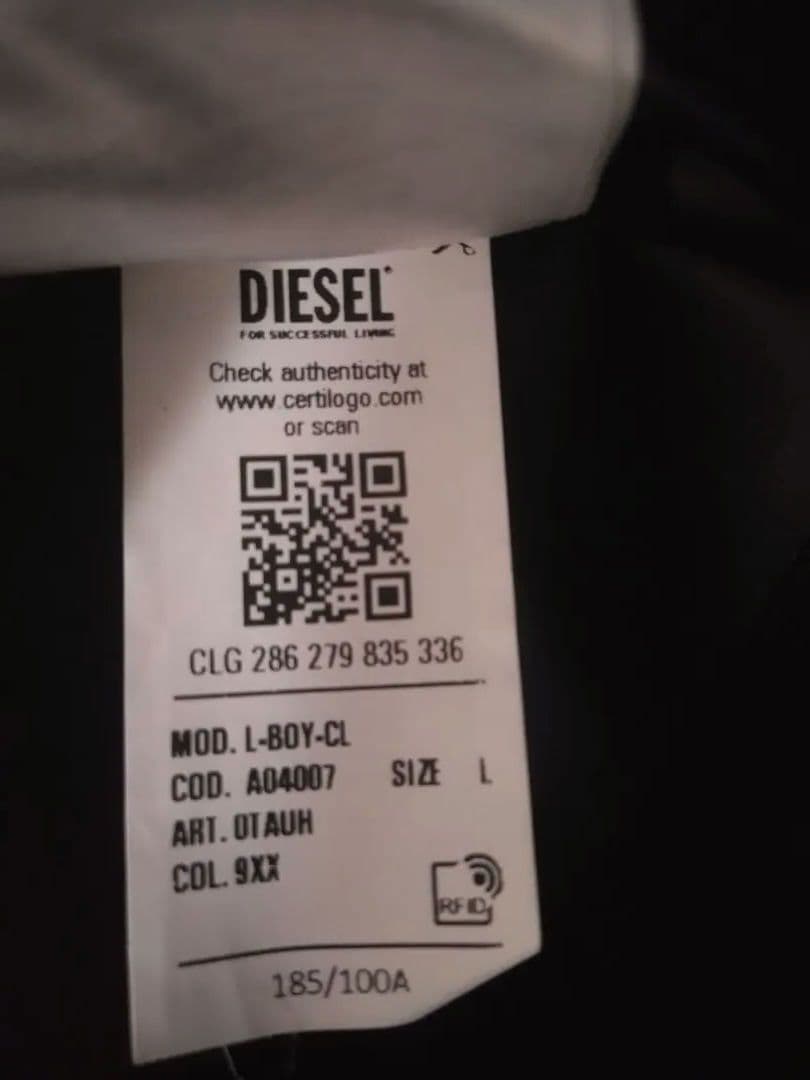 DIESEL
FOR SUCCESSFUL LIVING
Check authenticity at
www.certilogo.com
or scan
CLG 286 279 835 336
MOD. L-BOY-CL
COD. A04007 SIZE L
ART. 0TAUH
COL. 9XX
RFID
185/100A